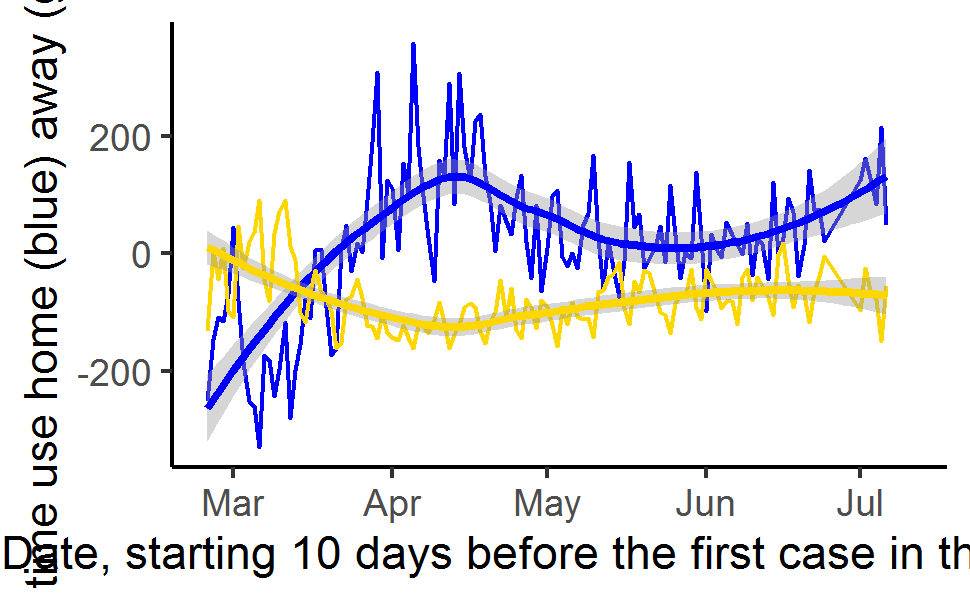 time use home (blue) away (
200
0
-200
Mar Apr May Jun Jul
Date, starting 10 days before the first case in th